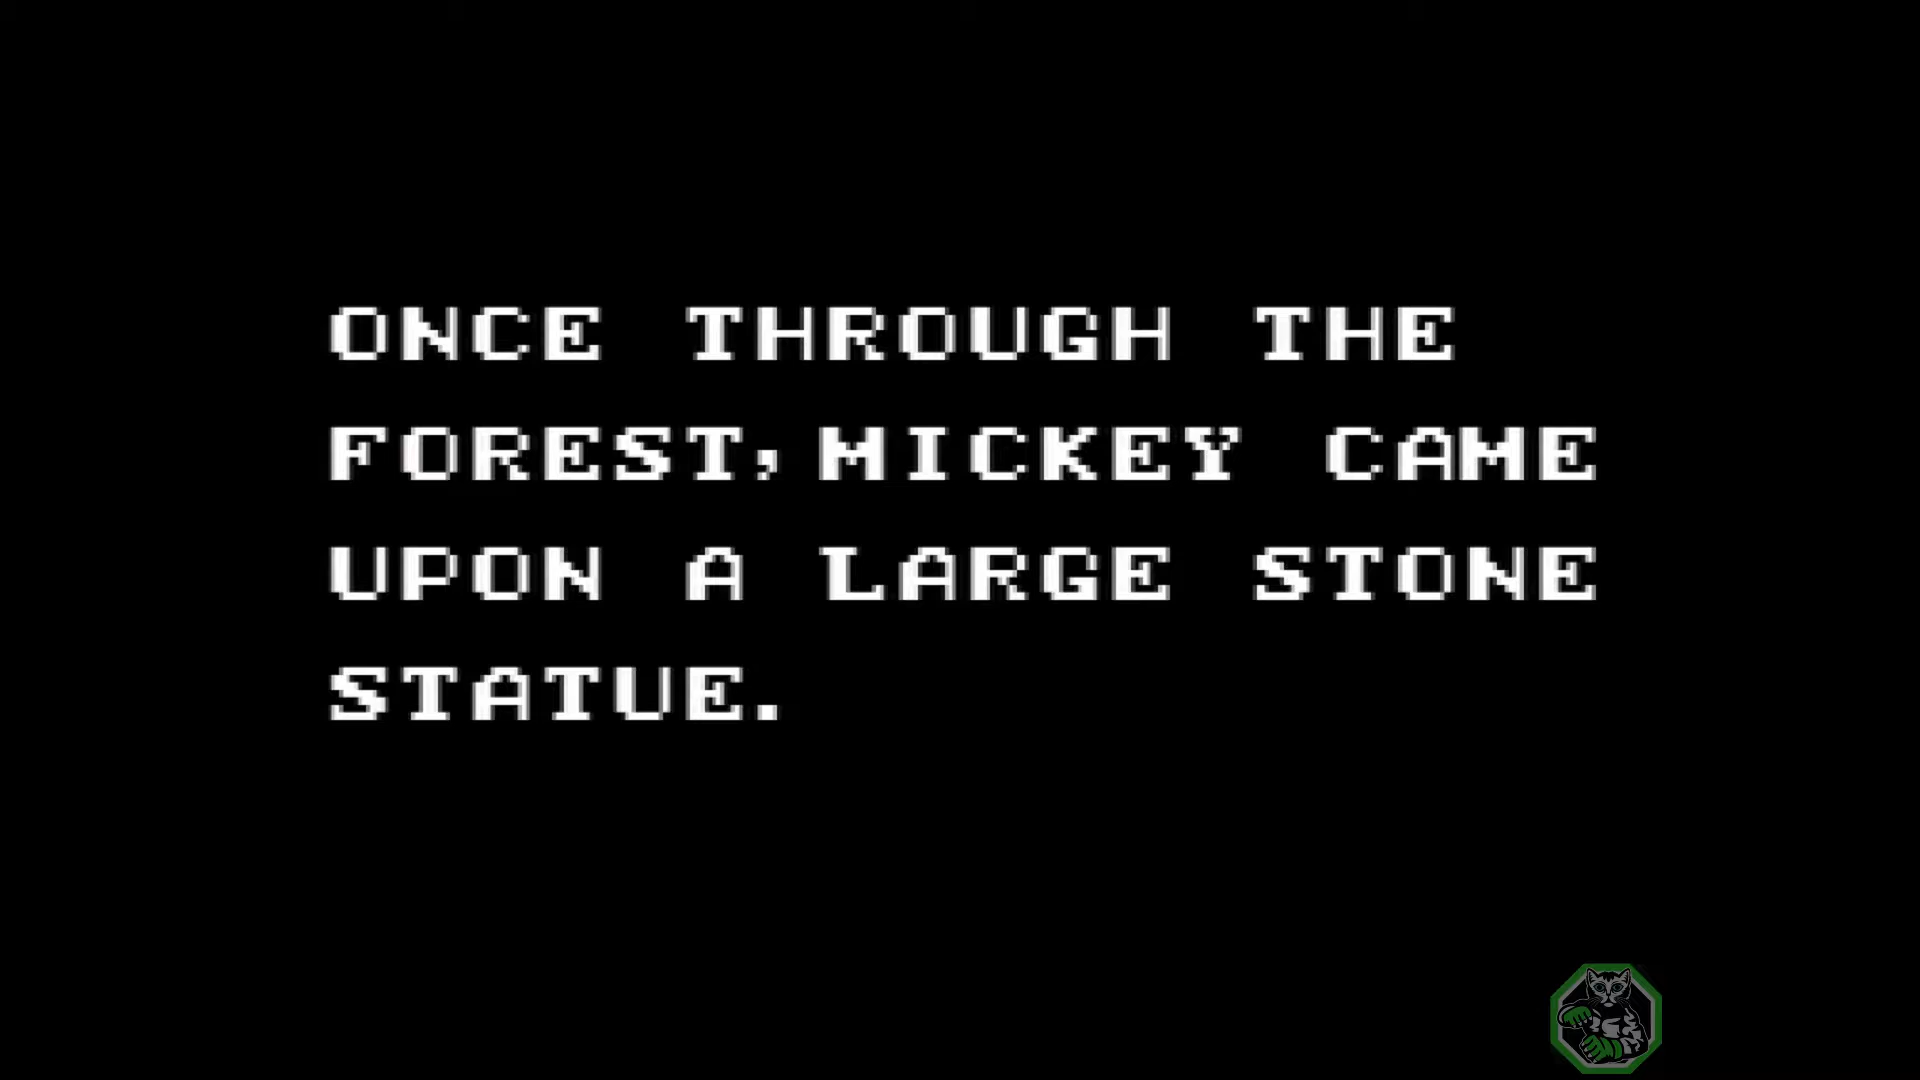 ONCE THROUGH THE
FOREST,MICKEY CAME
UPON A LARGE STONE
STATUE.